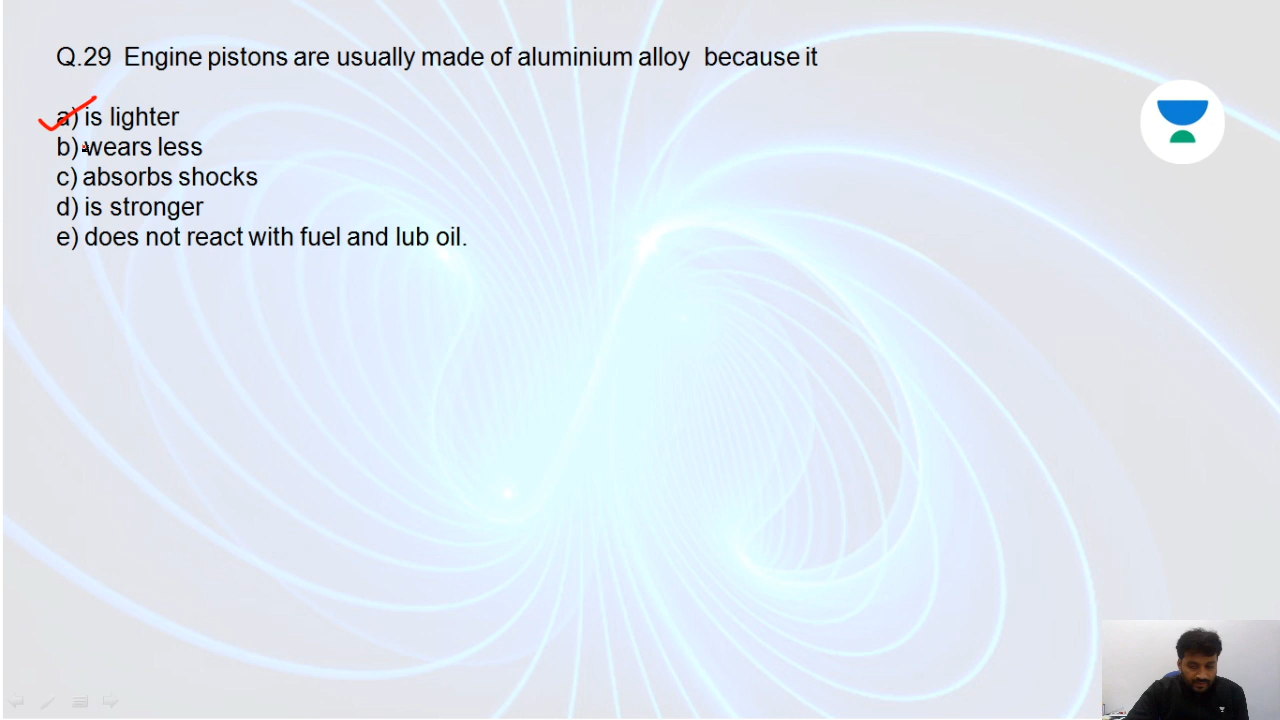 Q.29 Engine pistons are usually made of aluminium alloy because it
a) is lighter
b) wears less
c) absorbs shocks
d) is stronger
e) does not react with fuel and lub oil.